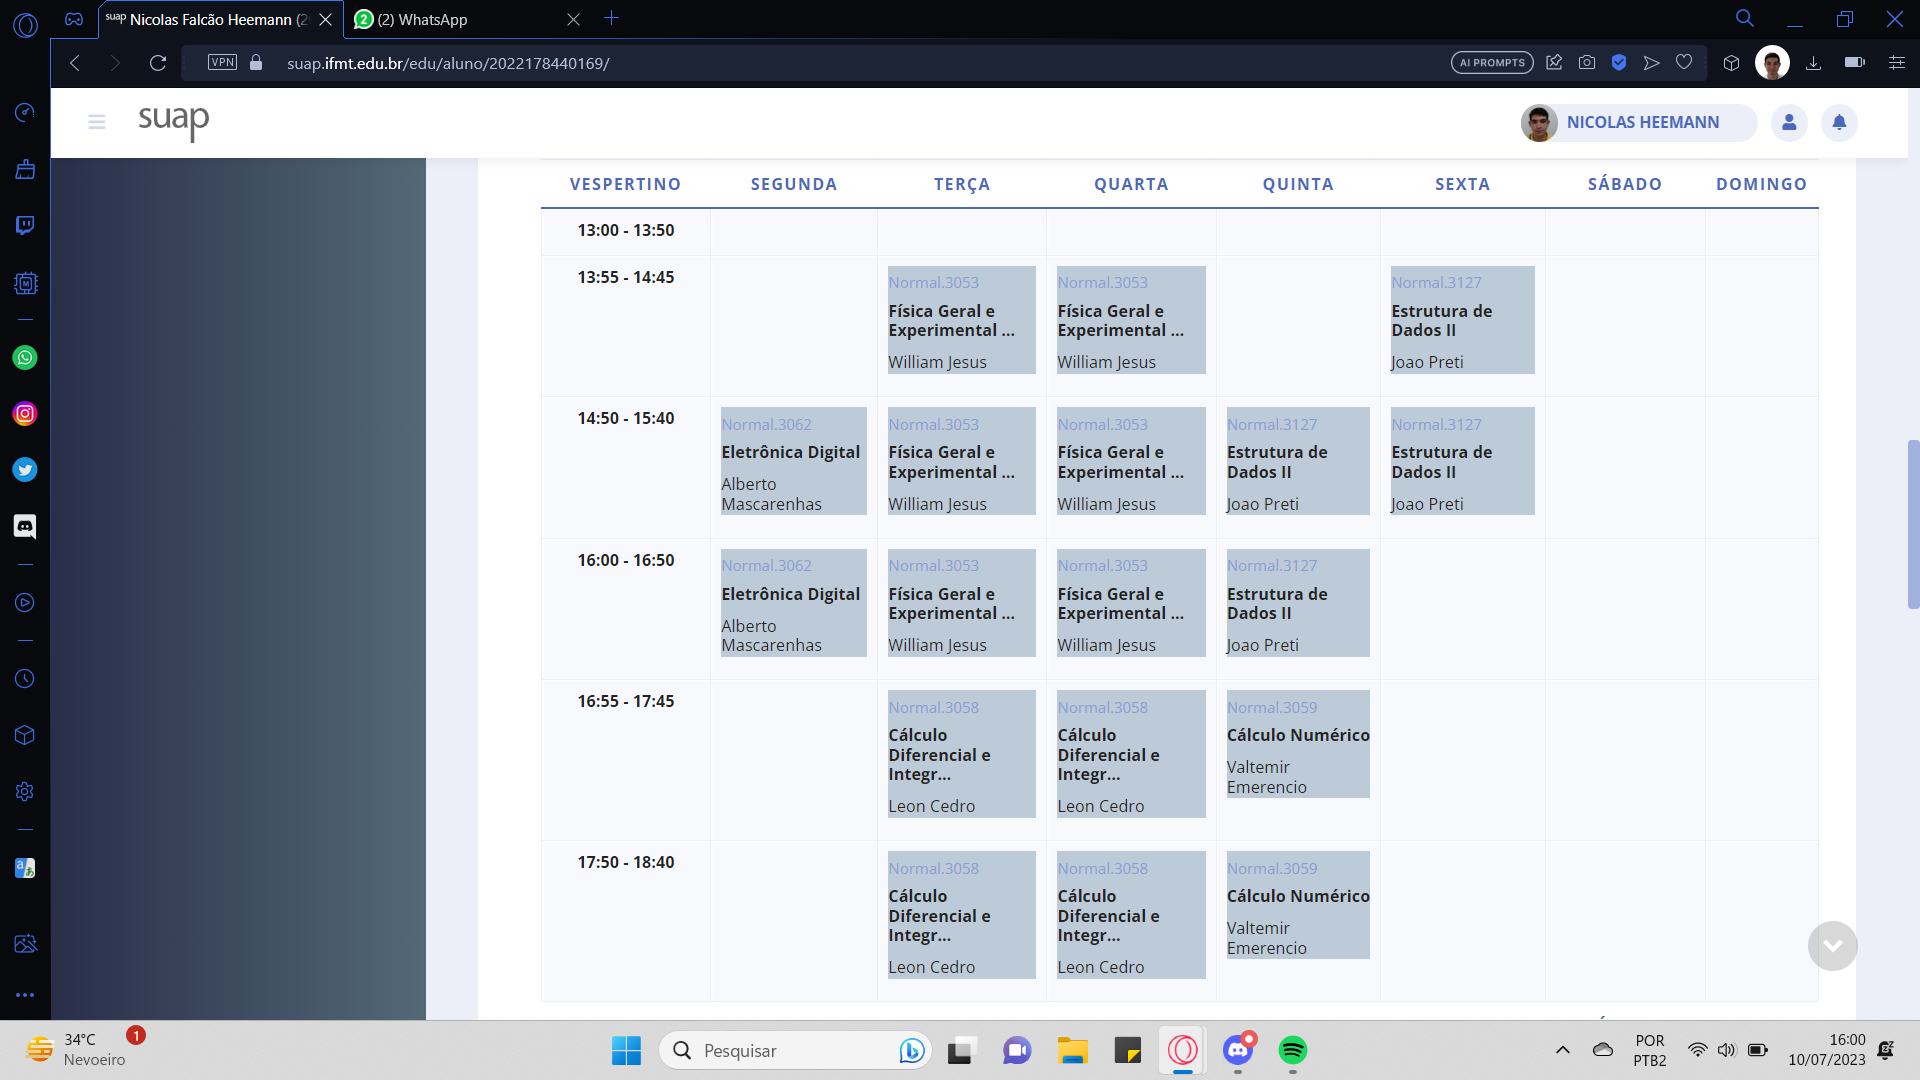 suap Nicolas Falcão Heemann (2
(2) WhatsApp
VPN
suap.ifmt.edu.br/edu/aluno/2022178440169/
AI PROMPTS
suap
NICOLAS HEEMANN
VESPERTINO SEGUNDA TERÇA QUARTA QUINTA SEXTA SÁBADO DOMINGO
13:00 - 13:50
13:55 - 14:45
Normal.3053
Física Geral e
Experimental ...
William Jesus
Normal.3053
Física Geral e
Experimental ...
William Jesus
Normal.3127
Estrutura de
Dados II
Joao Preti
14:50 - 15:40
Normal.3062
Eletrônica Digital
Alberto
Mascarenhas
Normal.3053
Física Geral e
Experimental ...
William Jesus
Normal.3053
Física Geral e
Experimental ...
William Jesus
Normal.3127
Estrutura de
Dados II
Joao Preti
Normal.3127
Estrutura de
Dados II
Joao Preti
16:00 - 16:50
Normal.3062
Eletrônica Digital
Alberto
Mascarenhas
Normal.3053
Física Geral e
Experimental ...
William Jesus
Normal.3053
Física Geral e
Experimental ...
William Jesus
Normal.3127
Estrutura de
Dados II
Joao Preti
16:55 - 17:45
Normal.3058
Cálculo
Diferencial e
Integr...
Leon Cedro
Normal.3058
Cálculo
Diferencial e
Integr...
Leon Cedro
Normal.3059
Cálculo Numérico
Valtemir
Emerencio
17:50 - 18:40
Normal.3058
Cálculo
Diferencial e
Integr...
Leon Cedro
Normal.3058
Cálculo
Diferencial e
Integr...
Leon Cedro
Normal.3059
Cálculo Numérico
Valtemir
Emerencio
34°C
Nevoeiro
1
Pesquisar
POR
PTB2
16:00
10/07/2023